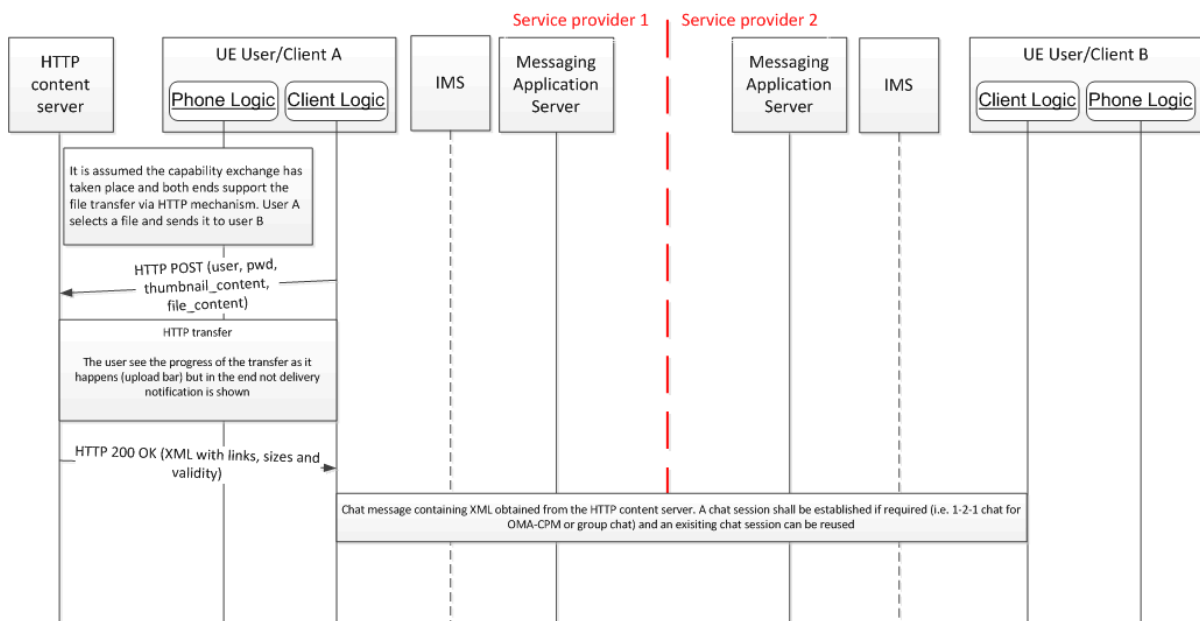 Service provider 1
Service provider 2
HTTP
content
server
UE User/Client A
Phone Logic
Client Logic
IMS
Messaging
Application
Server
Messaging
Application
Server
IMS
UE User/Client B
Client Logic
Phone Logic
It is assumed the capability exchange has
taken place and both ends support the
file transfer via HTTP mechanism. User A
selects a file and sends it to user B
HTTP POST (user, pwd,
thumbnail_content,
file_content)
HTTP transfer
The user see the progress of the transfer as it
happens (upload bar) but in the end not delivery
notification is shown
HTTP 200 OK (XML with links, sizes and
validity)
Chat message containing XML obtained from the HTTP content server. A chat session shall be established if required (i.e. 1-2-1 chat for
OMA-CPM or group chat) and an exisiting chat session can be reused